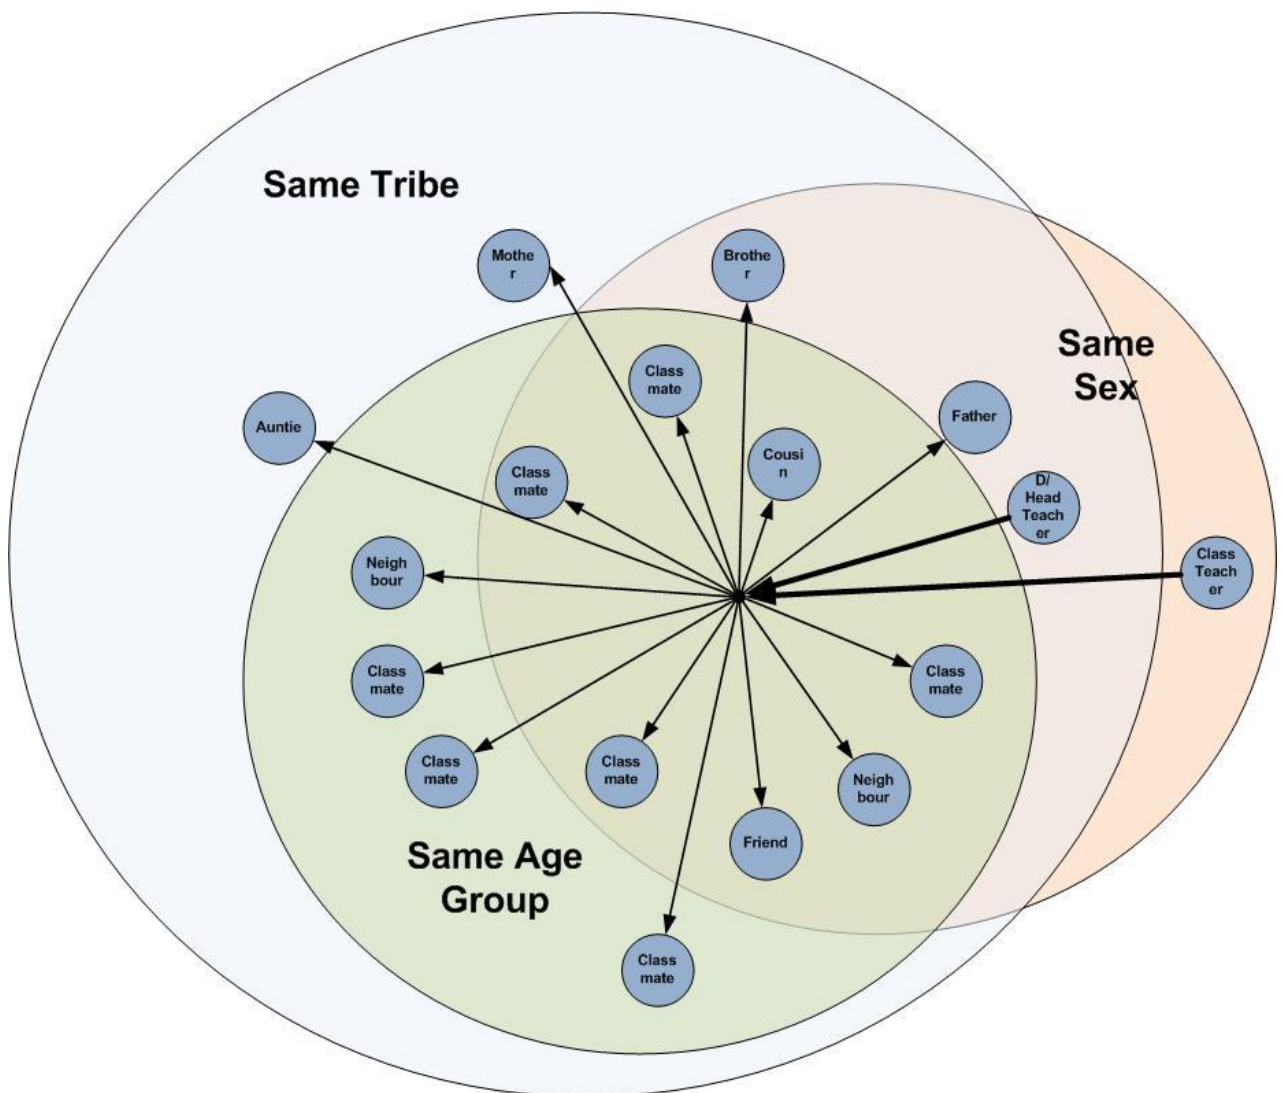 Same Tribe
Mothe
r
Brothe
r
Same
Sex
Class
mate
Father
Auntie
Cousi
n
Class
mate
D/
Head
Teach
er
Class
Teach
er
Neigh
bour
Class
mate
Class
mate
Class
mate
Class
mate
Neigh
bour
Friend
Same Age
Group
Class
mate